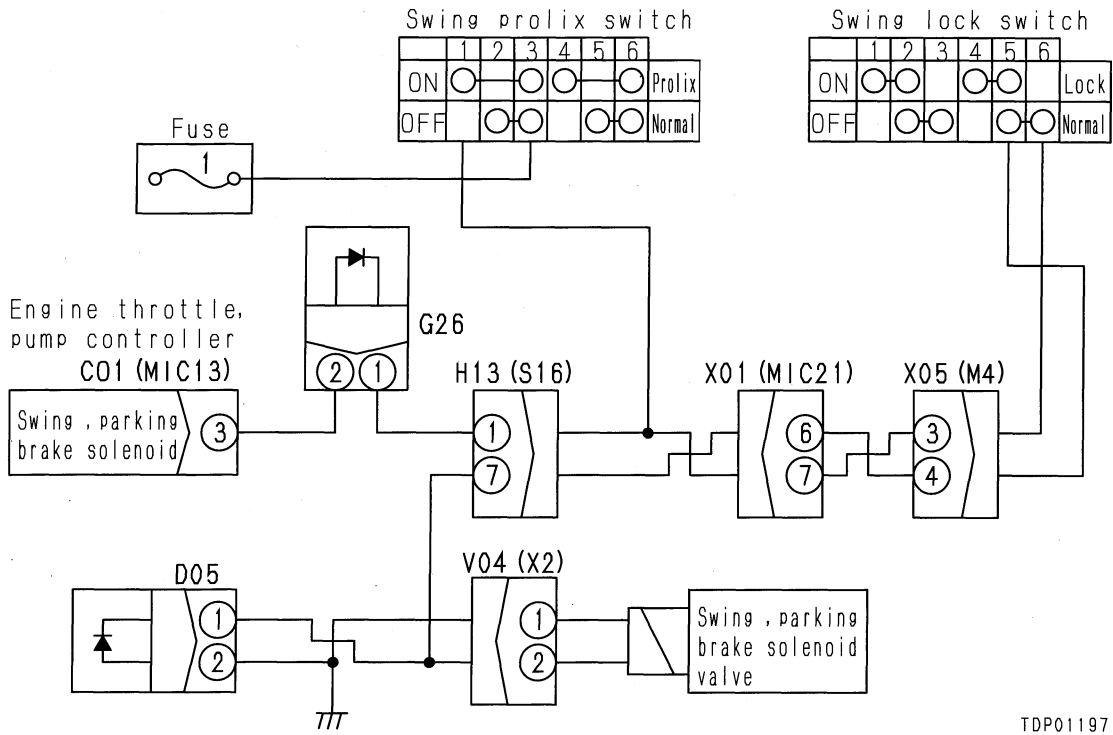 Swing prolix switch
1 2 3 4 5 6
ON Prolix
OFF Normal
Swing lock switch
1 2 3 4 5 6
ON Lock
OFF Normal
Fuse
1
Engine throttle,
pump controller
C01 (MIC13)
Swing, parking
brake solenoid
3
G26
2 1
H13 (S16)
1
7
X01 (MIC21)
6
7
X05 (M4)
3
4
D05
1
2
V04 (X2)
1
2
Swing, parking
brake solenoid
valve
TDP01197